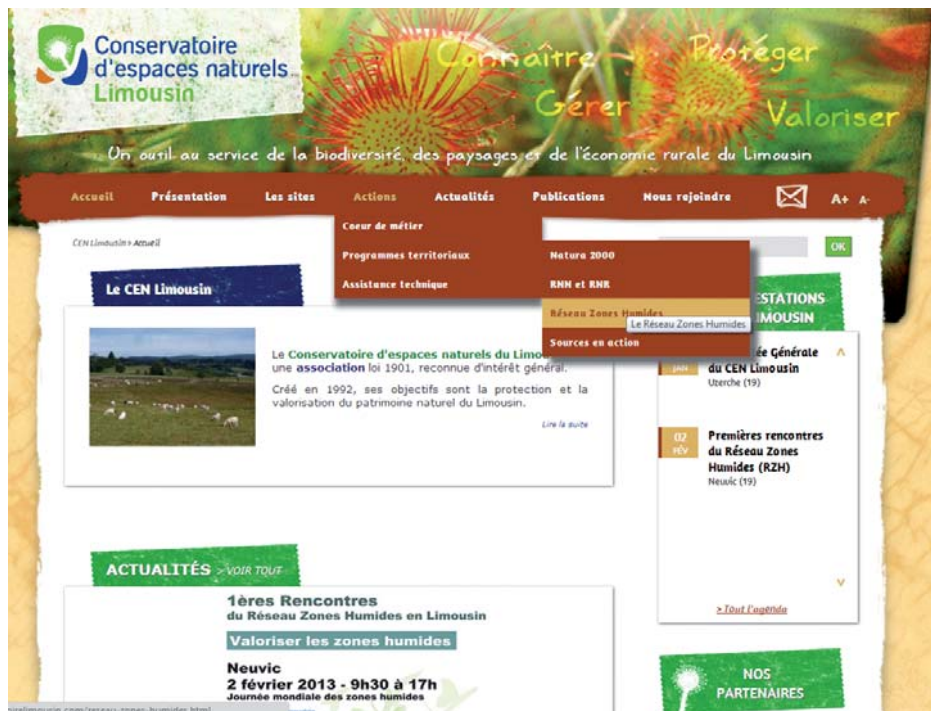 Conservatoire
d'espaces naturels
Limousin
Connaître
Protéger
Gérer
Valoriser
Un outil au service de la biodiversité, des paysages et de l'économie rurale du Limousin
Accueil Présentation Les sites Actions Actualités Publications Nous rejoindre A+ A-
Coeur de métier
Programmes territoriaux
Assistance technique
Natura 2000
RNN et RNR
Réseau Zones Humides
Le Réseau Zones Humides
Sources en action
CEN Limousin > Accueil
OK
Le CEN Limousin
Le Conservatoire d'espaces naturels du
une association loi 1901, reconnue d'intérêt général.
Créé en 1992, ses objectifs sont la protection et la
valorisation du patrimoine naturel du Limousin.
Lire la suite
JAN
Générale
du CEN Limousin
Uzerche (19)
02
FÉV
Premières rencontres
du Réseau Zones
Humides (RZH)
Neuvic (19)
> Tout l'agenda
ACTUALITÉS > VOIR TOUT
1ères Rencontres
du Réseau Zones Humides en Limousin
Valoriser les zones humides
Neuvic
2 février 2013 - 9h30 à 17h
Journée mondiale des zones humides
NOS
PARTENAIRES